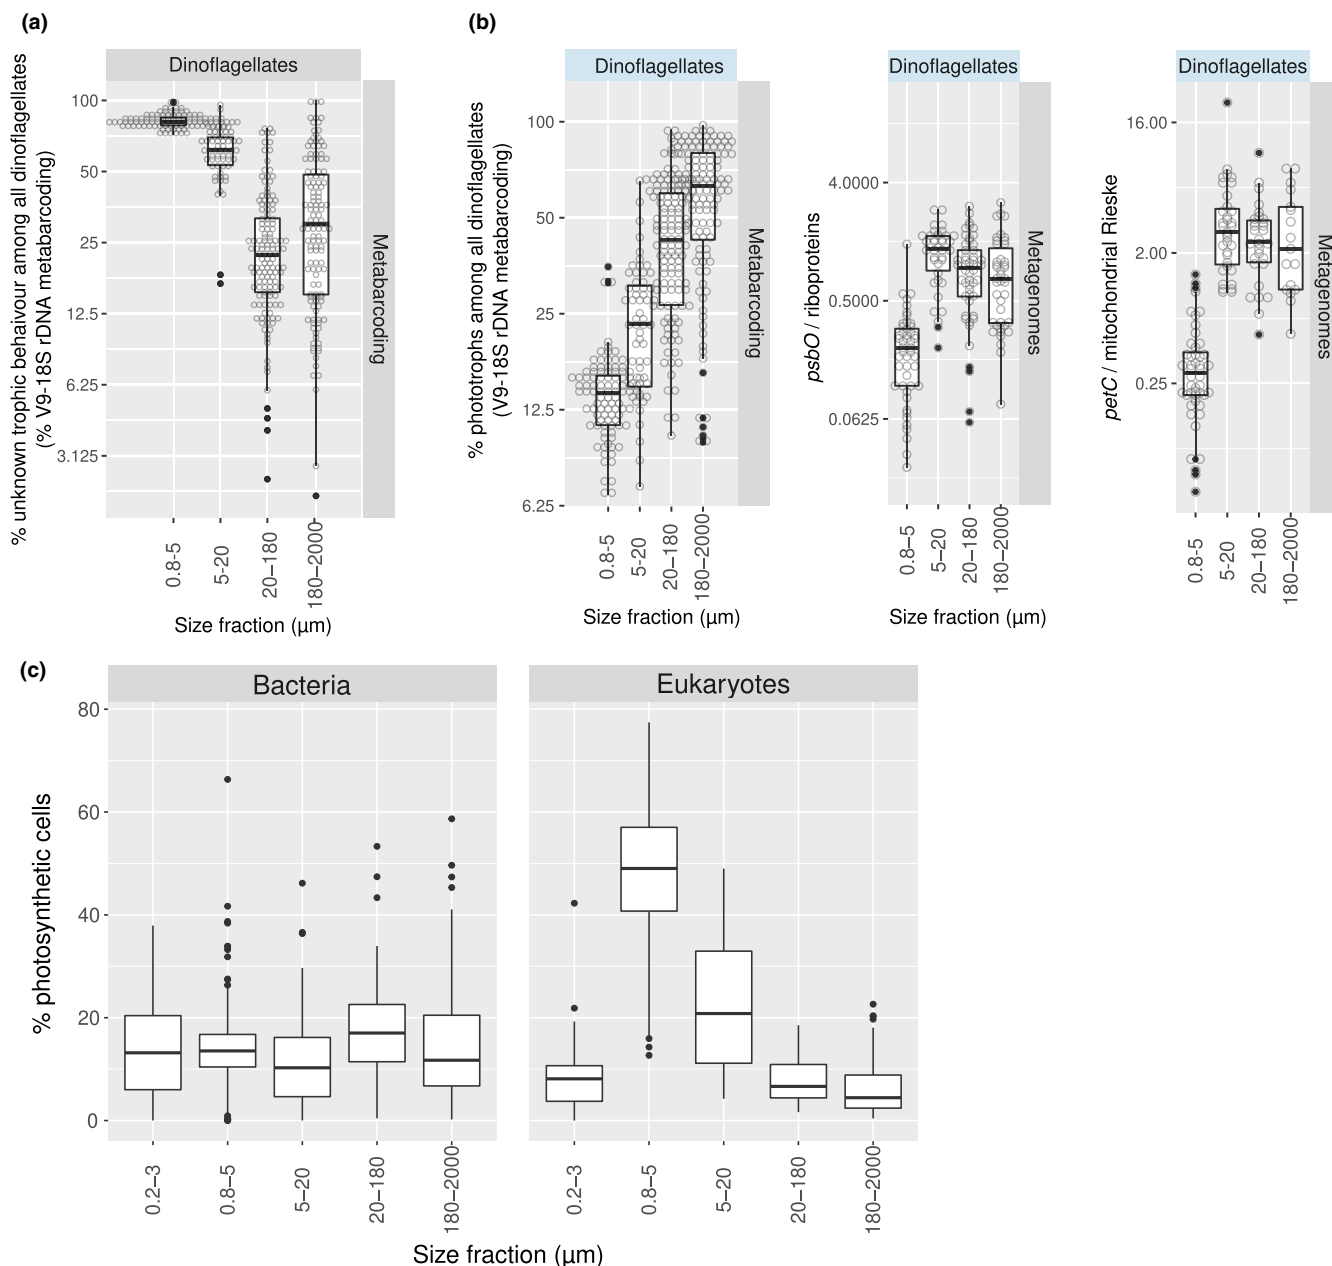 (a)
Dinoflagellates
% unknown trophic behaviour among all dinoflagellates
(% V9-18S rDNA metabarcoding)
100
50
25
12.5
6.25
3.125
Metabarcoding
0.8-5
5-20
20–180
180–2000
Size fraction (µm)
(b)
Dinoflagellates
% photrophs among all dinoflagellates
(V9-18S rDNA metabarcoding)
100
50
25
12.5
6.25
Metabarcoding
0.8-5
5-20
20–180
180–2000
Size fraction (µm)
Dinoflagellates
psbO / riboproteins
4.0000
0.5000
0.0625
Metagenomes
0.8–5
5–20
20–180
180–2000
Size fraction (µm)
Dinoflagellates
petC / mitochondrial Rieske
16.00
2.00
0.25
Metagenomes
0.8-5
5-20
20–180
180–2000
(c)
Bacteria
Eukaryotes
% photosynthetic cells
80
60
40
20
0
0.2–3
0.8–5
5–20
20–180
180–2000
0.2–3
0.8–5
5–20
20–180
180–2000
Size fraction (µm)